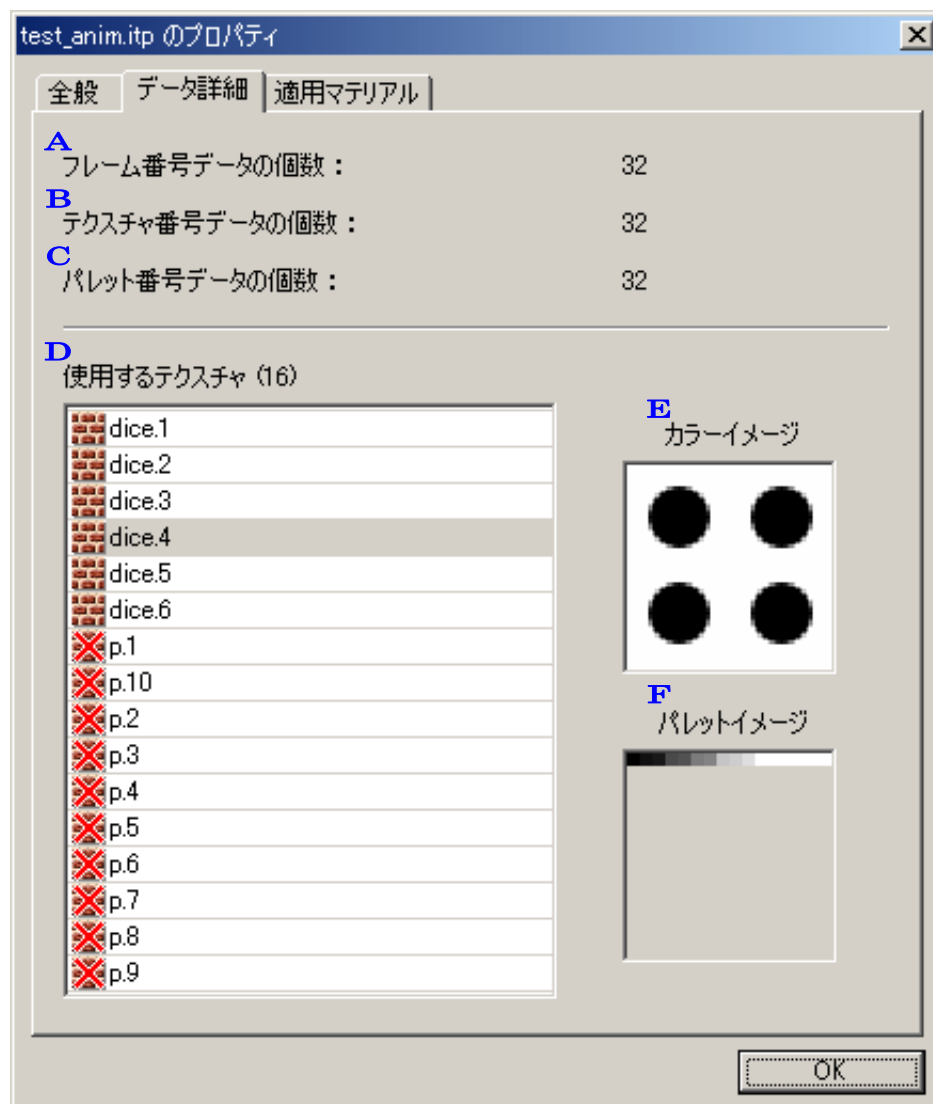 test_anim.itp のプロパティ
全般 データ詳細 適用マテリアル
A
フレーム番号データの個数： 32
B
テクスチャ番号データの個数： 32
C
パレット番号データの個数： 32
D
使用するテクスチャ (16)
dice.1
dice.2
dice.3
dice.4
dice.5
dice.6
p.1
p.10
p.2
p.3
p.4
p.5
p.6
p.7
p.8
p.9
E
カラーイメージ
F
パレットイメージ
OK